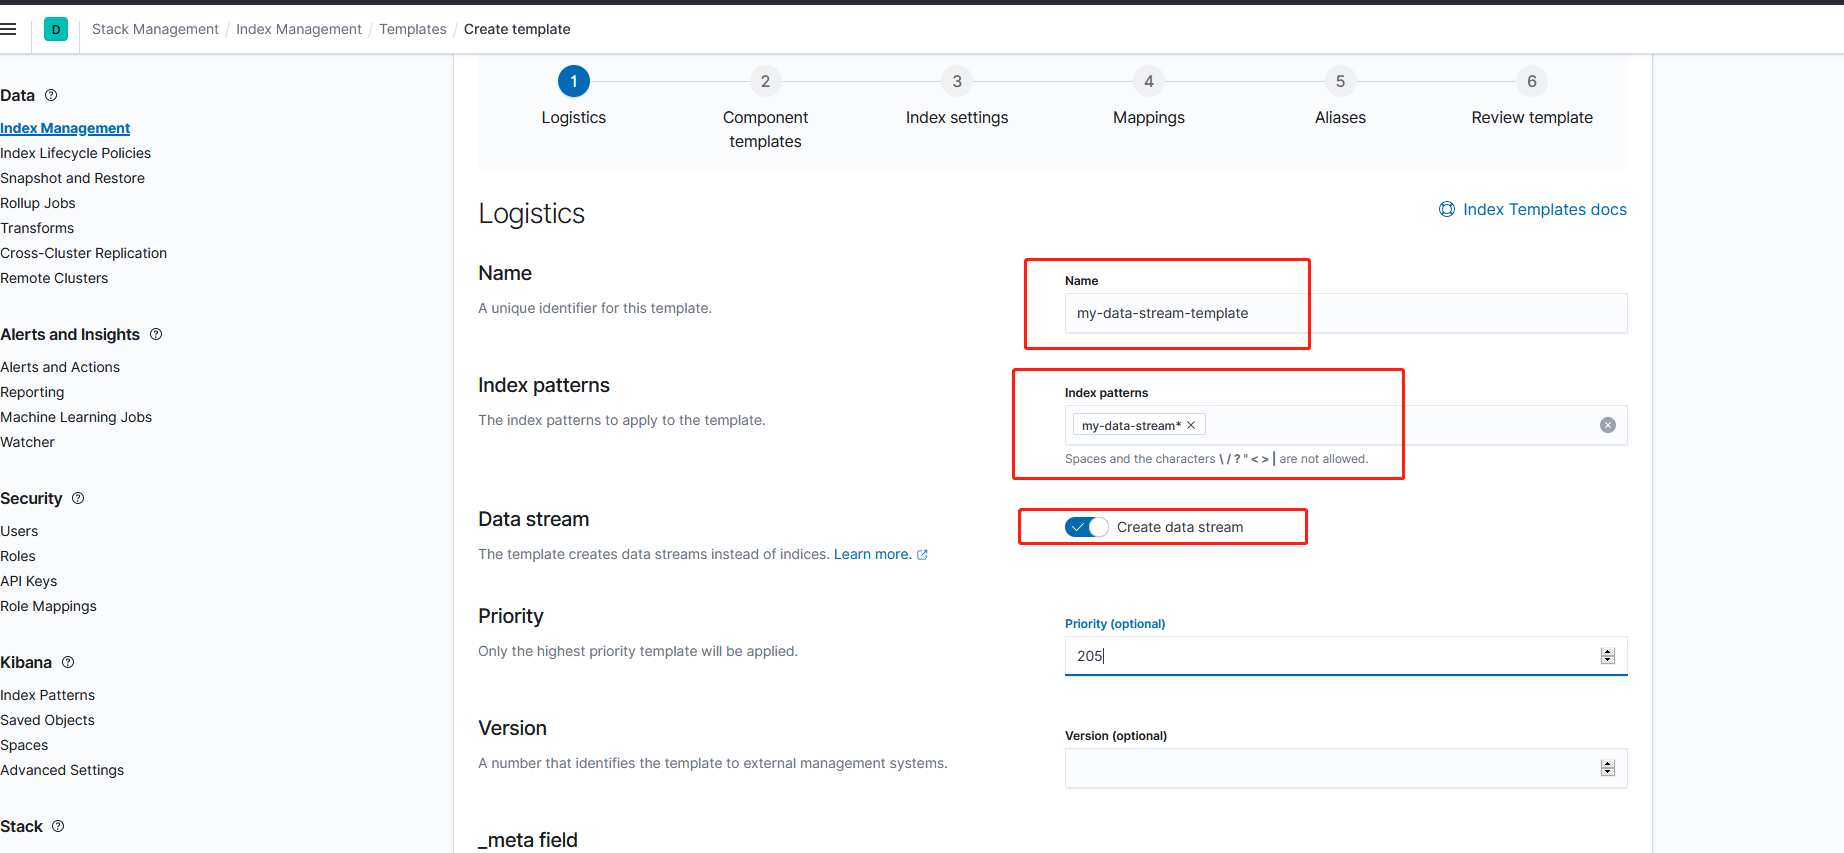 D Stack Management / Index Management / Templates / Create template
Data
Index Management
Index Lifecycle Policies
Snapshot and Restore
Rollup Jobs
Transforms
Cross-Cluster Replication
Remote Clusters
Alerts and Insights
Alerts and Actions
Reporting
Machine Learning Jobs
Watcher
Security
Users
Roles
API Keys
Role Mappings
Kibana
Index Patterns
Saved Objects
Spaces
Advanced Settings
Stack
1 2 3 4 5 6
Logistics Component Index settings Mappings Aliases Review template
templates
Logistics
Index Templates docs
Name
A unique identifier for this template.
Name
my-data-stream-template
Index patterns
The index patterns to apply to the template.
Index patterns
my-data-stream*
Spaces and the characters \ / ? " < > | are not allowed.
Data stream
The template creates data streams instead of indices. Learn more.
Create data stream
Priority
Only the highest priority template will be applied.
Priority (optional)
205
Version
A number that identifies the template to external management systems.
Version (optional)
_meta field